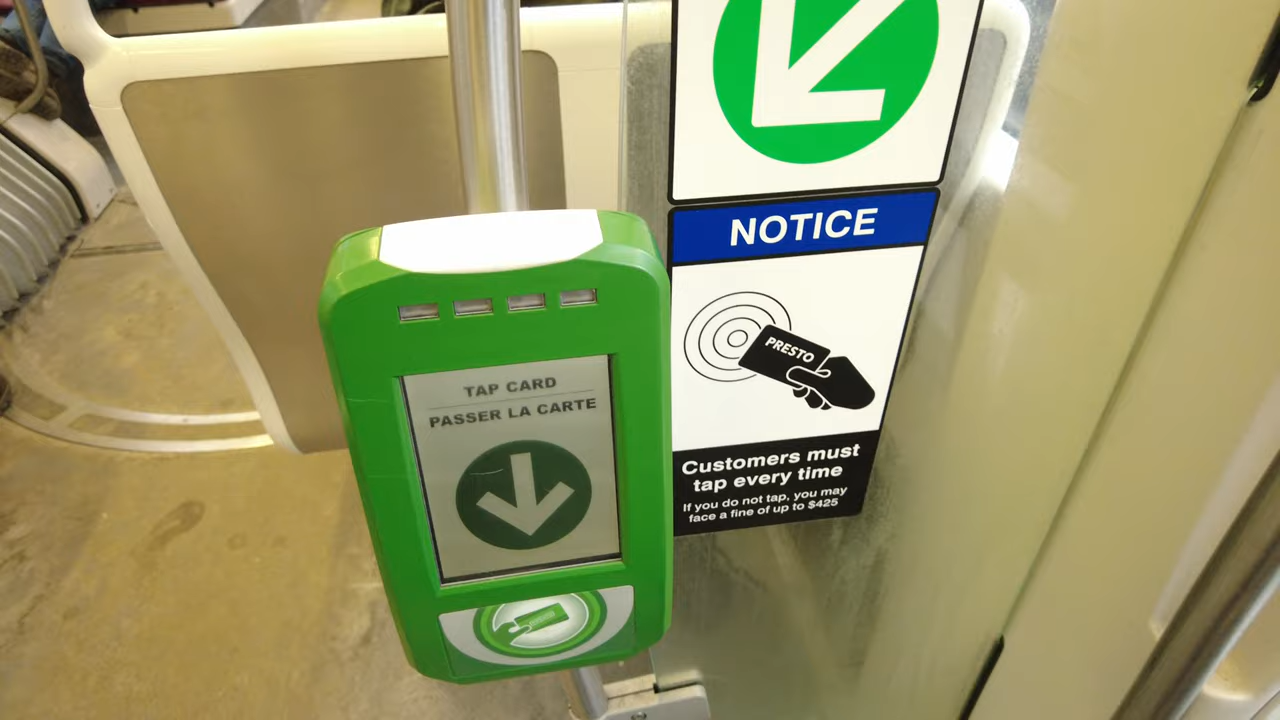 NOTICE
PRESTO
Customers must
tap every time
If you do not tap, you may
face a fine of up to $425
TAP CARD
PASSER LA CARTE